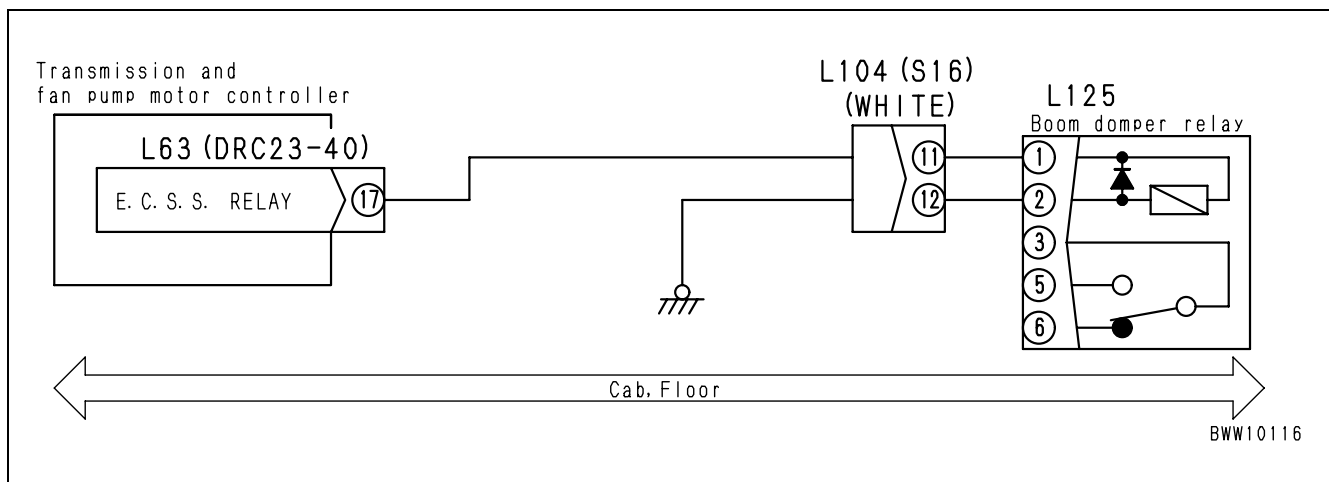 Transmission and
fan pump motor controller
L63 (DRC23-40)
E. C. S. S. RELAY
17
L104 (S16)
(WHITE)
11
12
L125
Boom domper relay
1
2
3
5
6
Cab, Floor
BWW10116